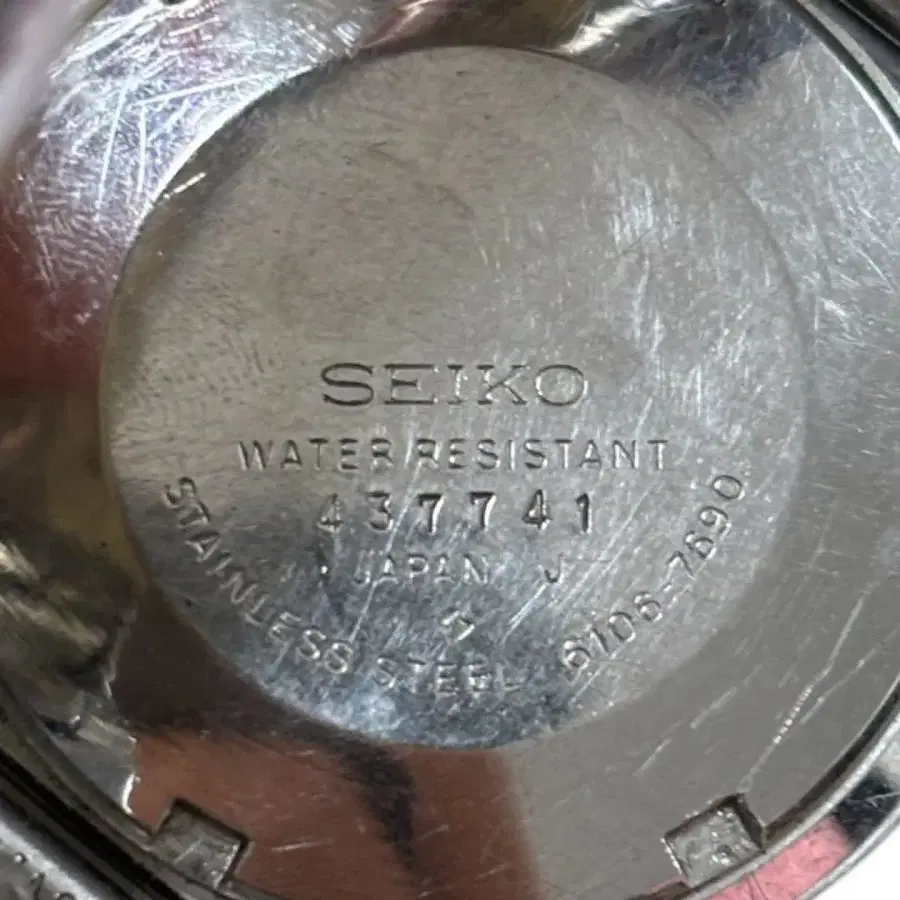 SEIKO
WATER RESISTANT
437741
JAPAN J
STAINLESS STEEL 6106-7690